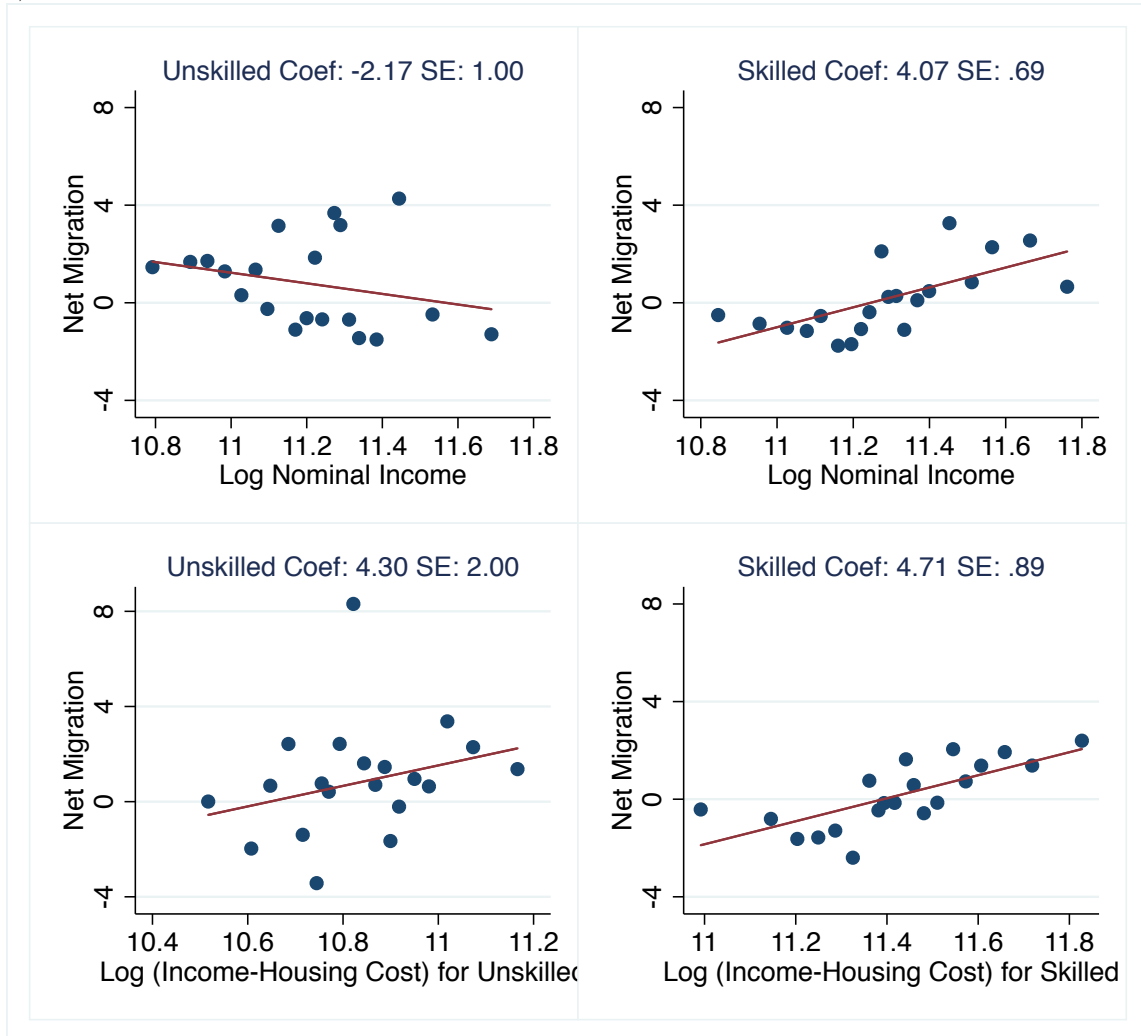 Unskilled Coef: -2.17 SE: 1.00
8
4
0
-4
Net Migration
10.8 11 11.2 11.4 11.6 11.8
Log Nominal Income
Skilled Coef: 4.07 SE: .69
8
4
0
-4
Net Migration
10.8 11 11.2 11.4 11.6 11.8
Log Nominal Income
Unskilled Coef: 4.30 SE: 2.00
8
4
0
-4
Net Migration
10.4 10.6 10.8 11 11.2
Log (Income-Housing Cost) for Unskilled
Skilled Coef: 4.71 SE: .89
8
4
0
-4
Net Migration
11 11.2 11.4 11.6 11.8
Log (Income-Housing Cost) for Skilled